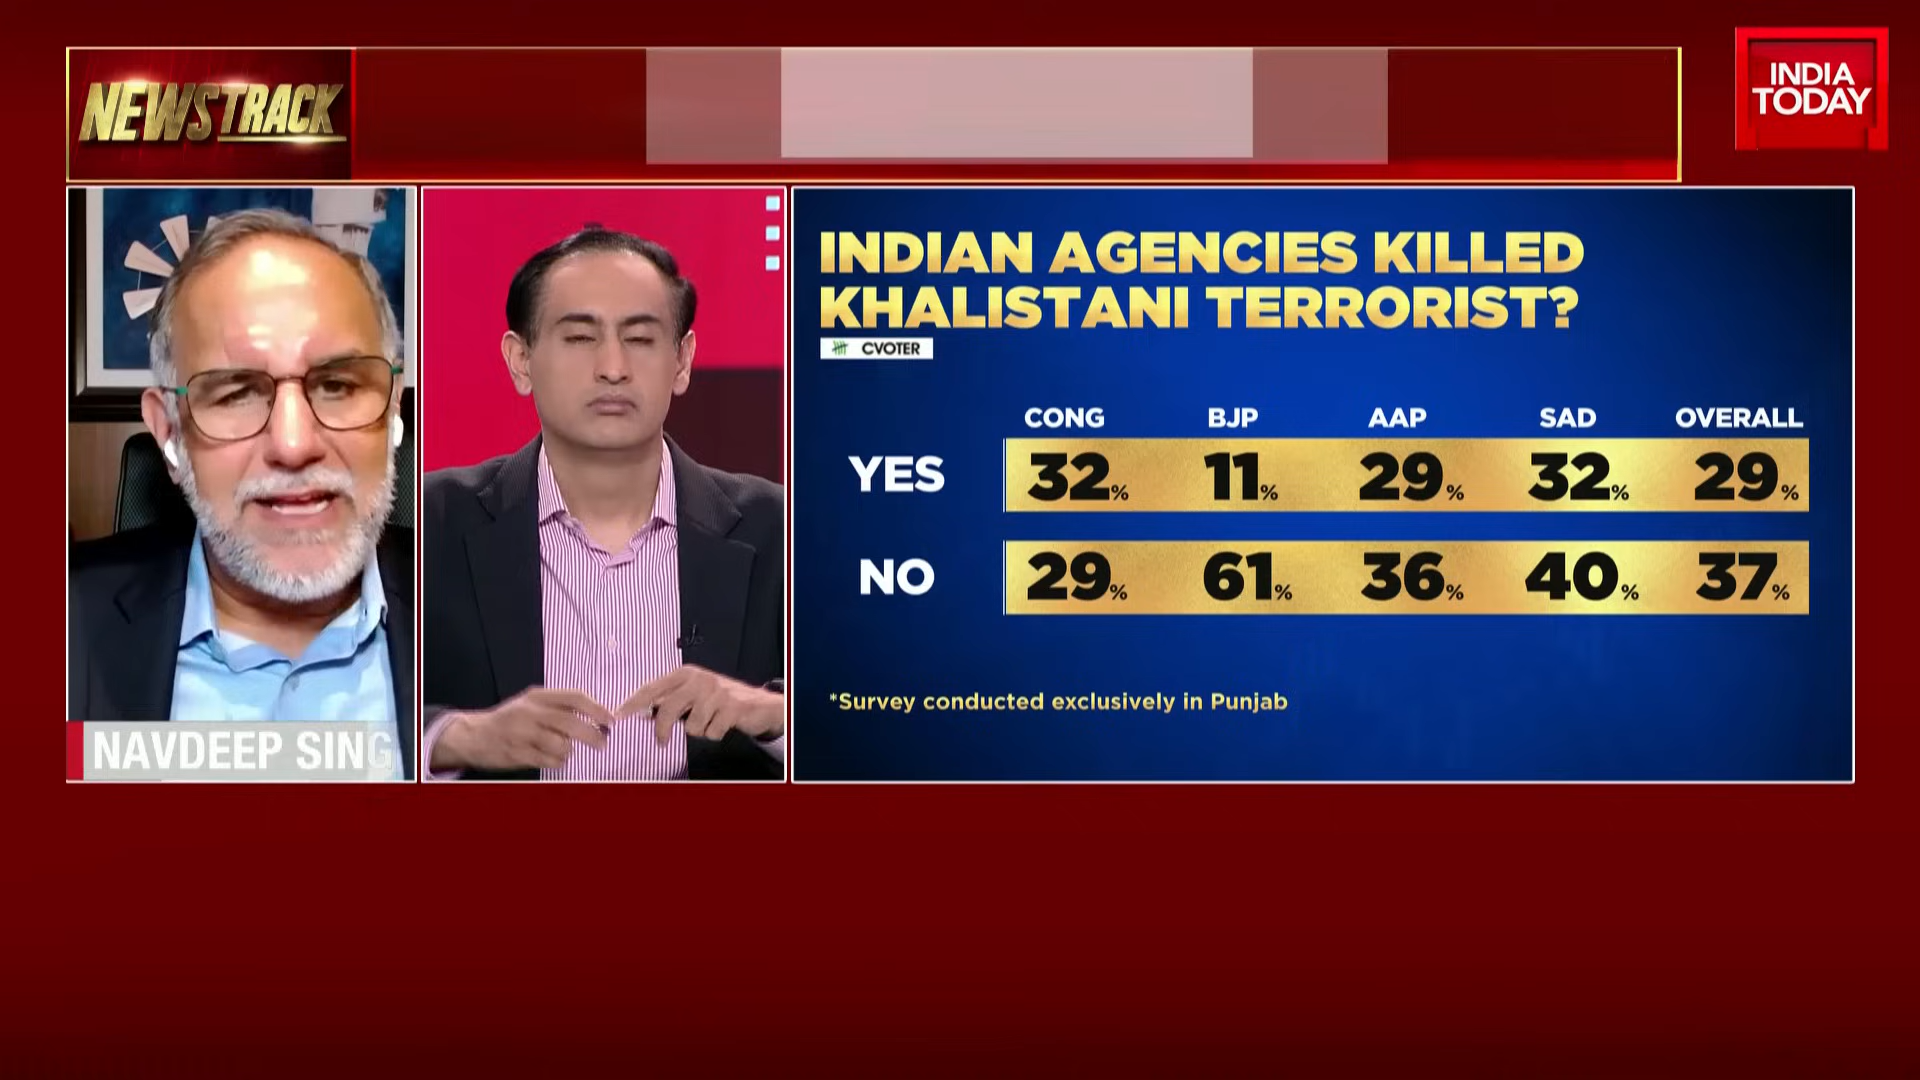 NEWSTRACK
INDIA
TODAY
INDIAN AGENCIES KILLED
KHALISTANI TERRORIST?
CVOTER
CONG BJP AAP SAD OVERALL
YES 32% 11% 29% 32% 29%
NO 29% 61% 36% 40% 37%
*Survey conducted exclusively in Punjab
NAVDEEP SING